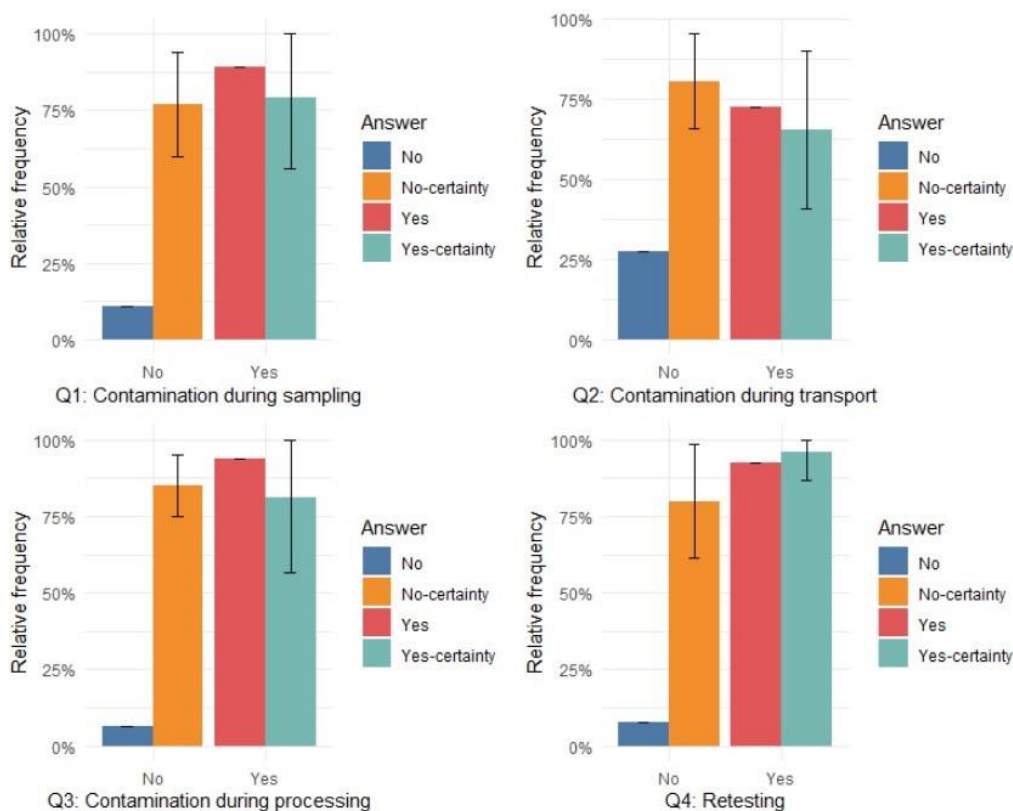 100%
75%
50%
25%
0%
Relative frequency
No
Yes
Q1: Contamination during sampling
Answer
No
No-certainty
Yes
Yes-certainty
100%
75%
50%
25%
0%
Relative frequency
No
Yes
Q2: Contamination during transport
Answer
No
No-certainty
Yes
Yes-certainty
100%
75%
50%
25%
0%
Relative frequency
No
Yes
Q3: Contamination during processing
Answer
No
No-certainty
Yes
Yes-certainty
100%
75%
50%
25%
0%
Relative frequency
No
Yes
Q4: Retesting
Answer
No
No-certainty
Yes
Yes-certainty